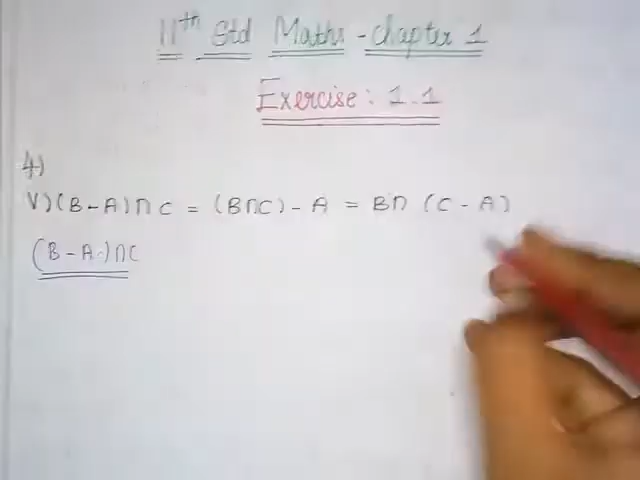 11th Std Maths - chapter 1
Exercise: 1.1
4)
V) (B - A) ∩ C = (B∩C) - A = B∩ (C - A)
(B - A) ∩ C